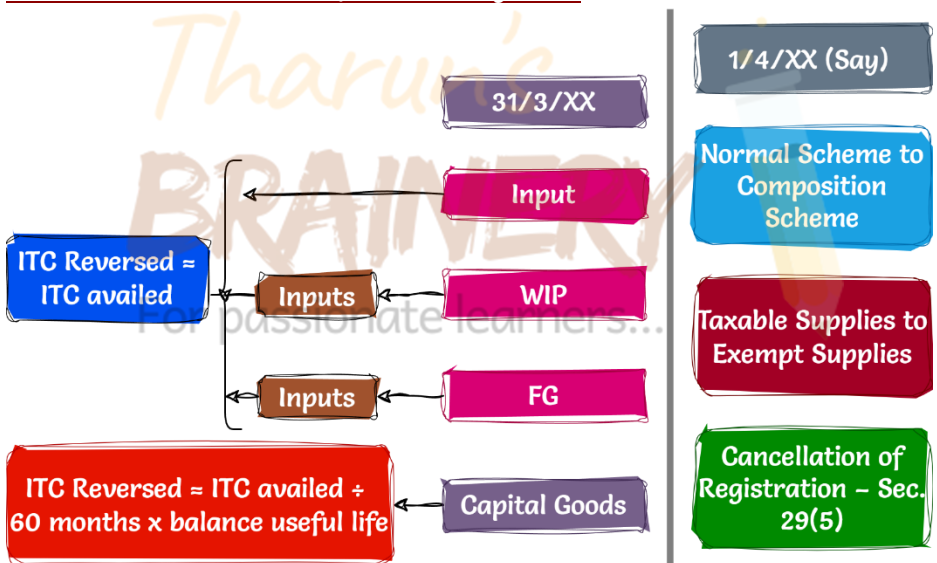 Tharun's
BRAINERY
For passionate learners...
31/3/XX
Input
Inputs
WIP
Inputs
FG
ITC Reversed =
ITC availed
ITC Reversed = ITC availed ÷
60 months x balance useful life
Capital Goods
1/4/XX (Say)
Normal Scheme to
Composition
Scheme
Taxable Supplies to
Exempt Supplies
Cancellation of
Registration – Sec.
29(5)